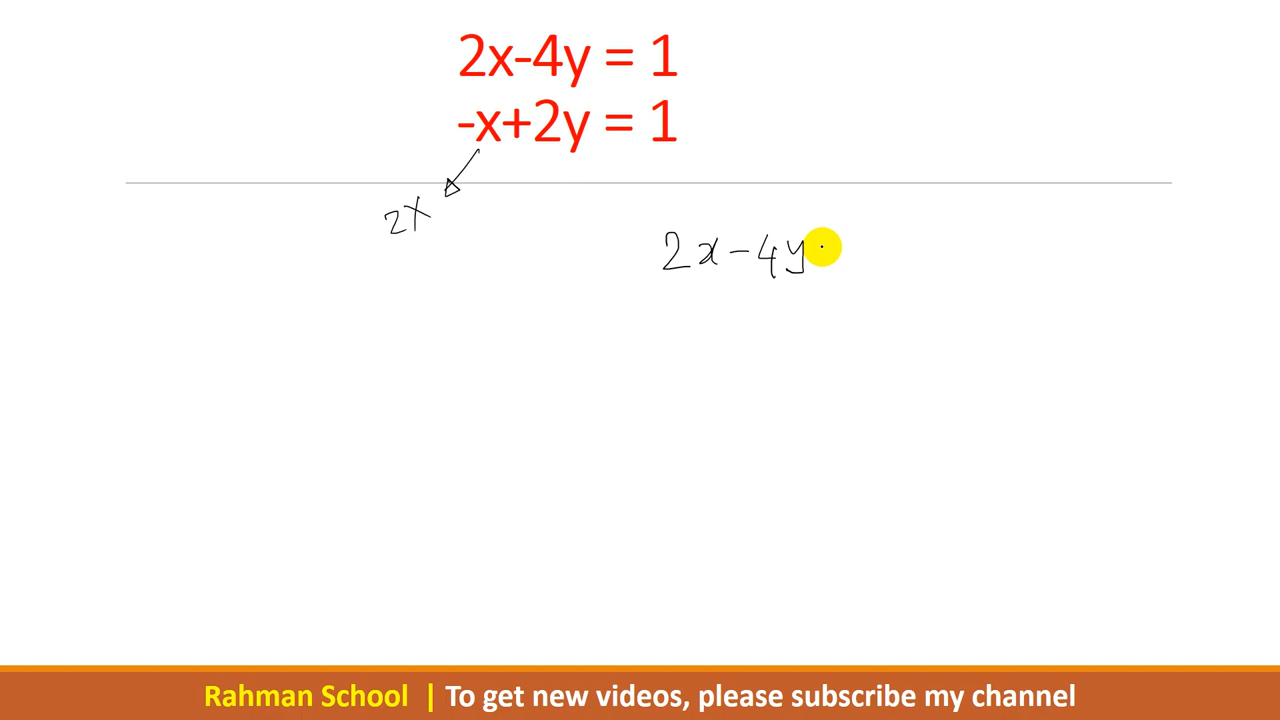 2x-4y = 1
-x+2y = 1
2x
2x-4y
Rahman School | To get new videos, please subscribe my channel